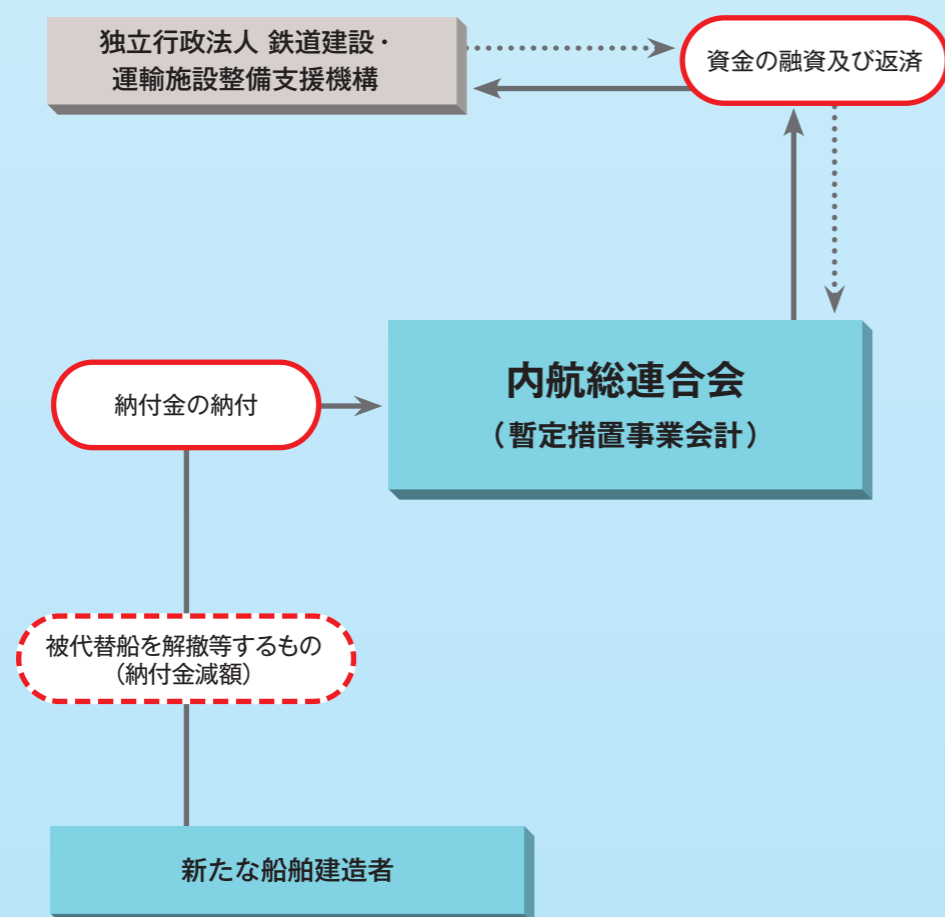 独立行政法人 鉄道建設・
運輸施設整備支援機構
資金の融資及び返済
内航総連合会
（暫定措置事業会計）
納付金の納付
被代替船を解撤等するもの
（納付金減額）
新たな船舶建造者